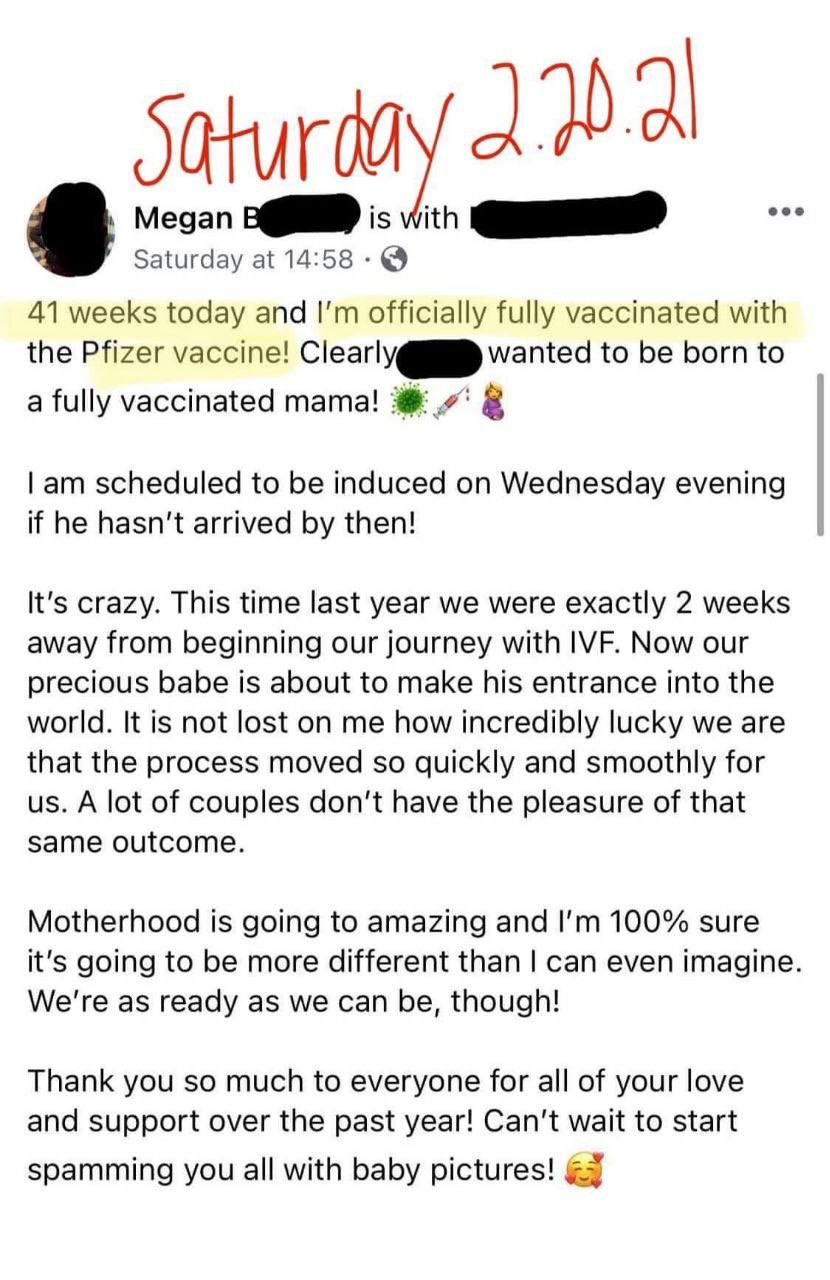 Saturday 2.20.21
Megan B is with
Saturday at 14:58 ·
41 weeks today and I'm officially fully vaccinated with
the Pfizer vaccine! Clearly wanted to be born to
a fully vaccinated mama! 🦠💉🤰
I am scheduled to be induced on Wednesday evening
if he hasn't arrived by then!
It's crazy. This time last year we were exactly 2 weeks
away from beginning our journey with IVF. Now our
precious babe is about to make his entrance into the
world. It is not lost on me how incredibly lucky we are
that the process moved so quickly and smoothly for
us. A lot of couples don't have the pleasure of that
same outcome.
Motherhood is going to amazing and I'm 100% sure
it's going to be more different than I can even imagine.
We're as ready as we can be, though!
Thank you so much to everyone for all of your love
and support over the past year! Can't wait to start
spamming you all with baby pictures! 🥰